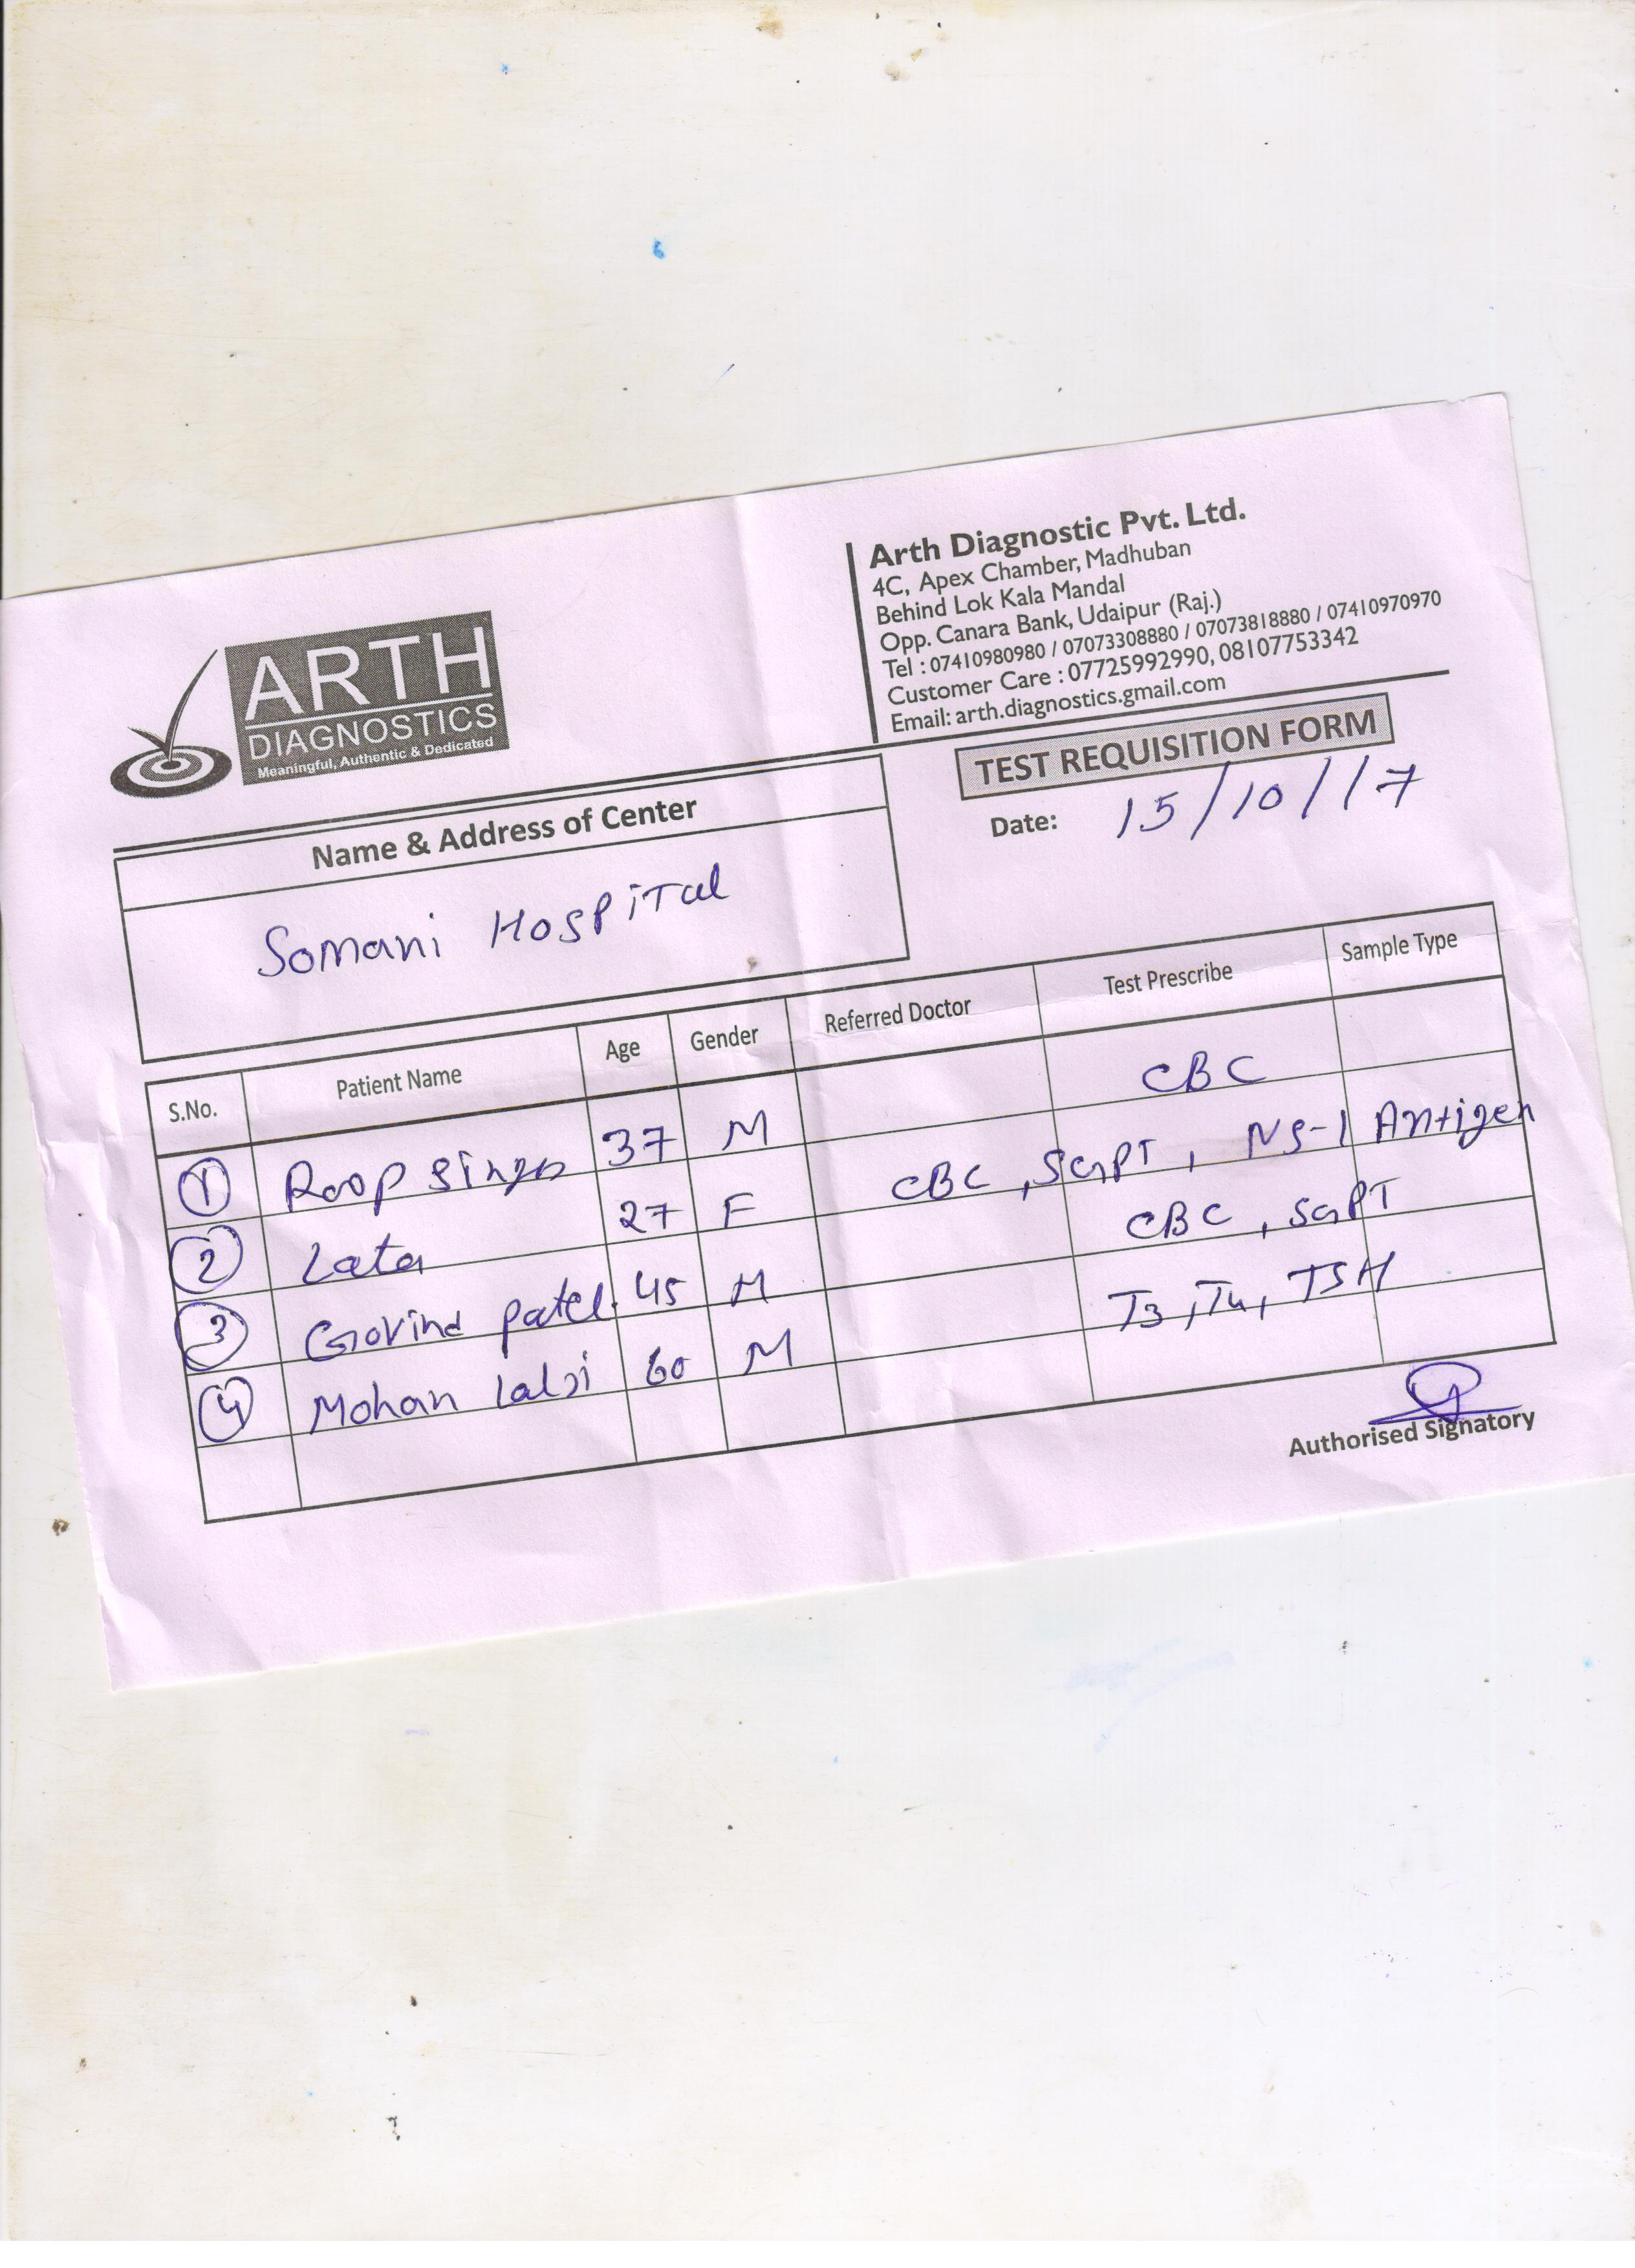 ARTH
DIAGNOSTICS
Meaningful, Authentic & Dedicated
Arth Diagnostic Pvt. Ltd.
4C, Apex Chamber, Madhuban
Behind Lok Kala Mandal
Opp. Canara Bank, Udaipur (Raj.)
Tel : 07410980980 / 07073308880 / 07073818880 / 07410970970
Customer Care : 07725992990, 08107753342
Email: arth.diagnostics.gmail.com
TEST REQUISITION FORM
Date: 15/10/17
Name & Address of Center
Somani Hospital
S.No. Patient Name Age Gender Referred Doctor Test Prescribe Sample Type
1 Roop Singh 37 M CBC
2 Lata 27 F CBC, SGPT, NS-1 Antigen
3 Govind patel. 45 M CBC, SGPT
4 Mohan lalji 60 M T3, T4, TSH
Authorised Signatory